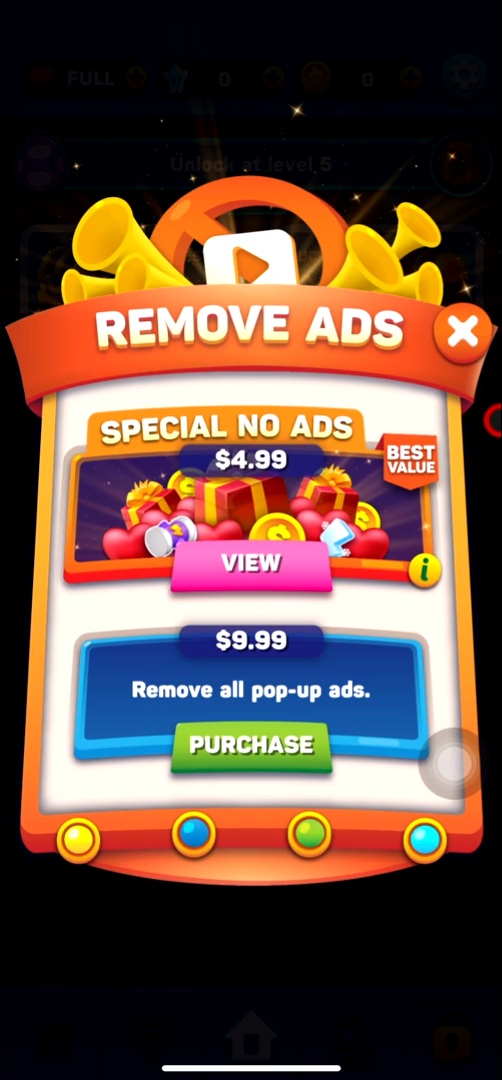 FULL
0
0
Unlock at level 5
REMOVE ADS
SPECIAL NO ADS
$4.99
BEST
VALUE
VIEW
i
$9.99
Remove all pop-up ads.
PURCHASE